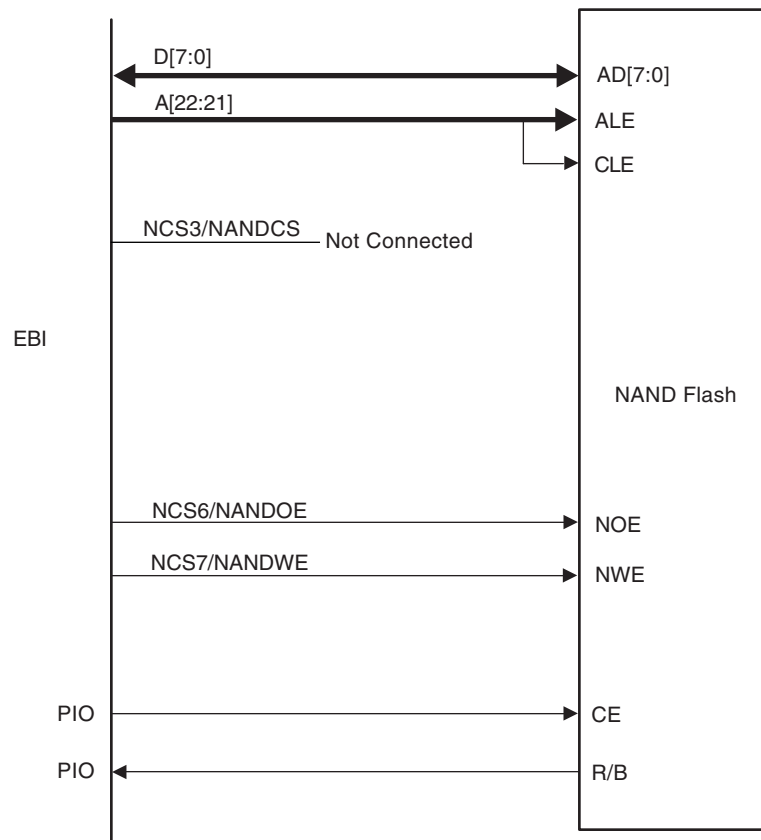 D[7:0]
AD[7:0]
A[22:21]
ALE
CLE
NCS3/NANDCS
Not Connected
EBI
NAND Flash
NCS6/NANDOE
NOE
NCS7/NANDWE
NWE
PIO
CE
PIO
R/B